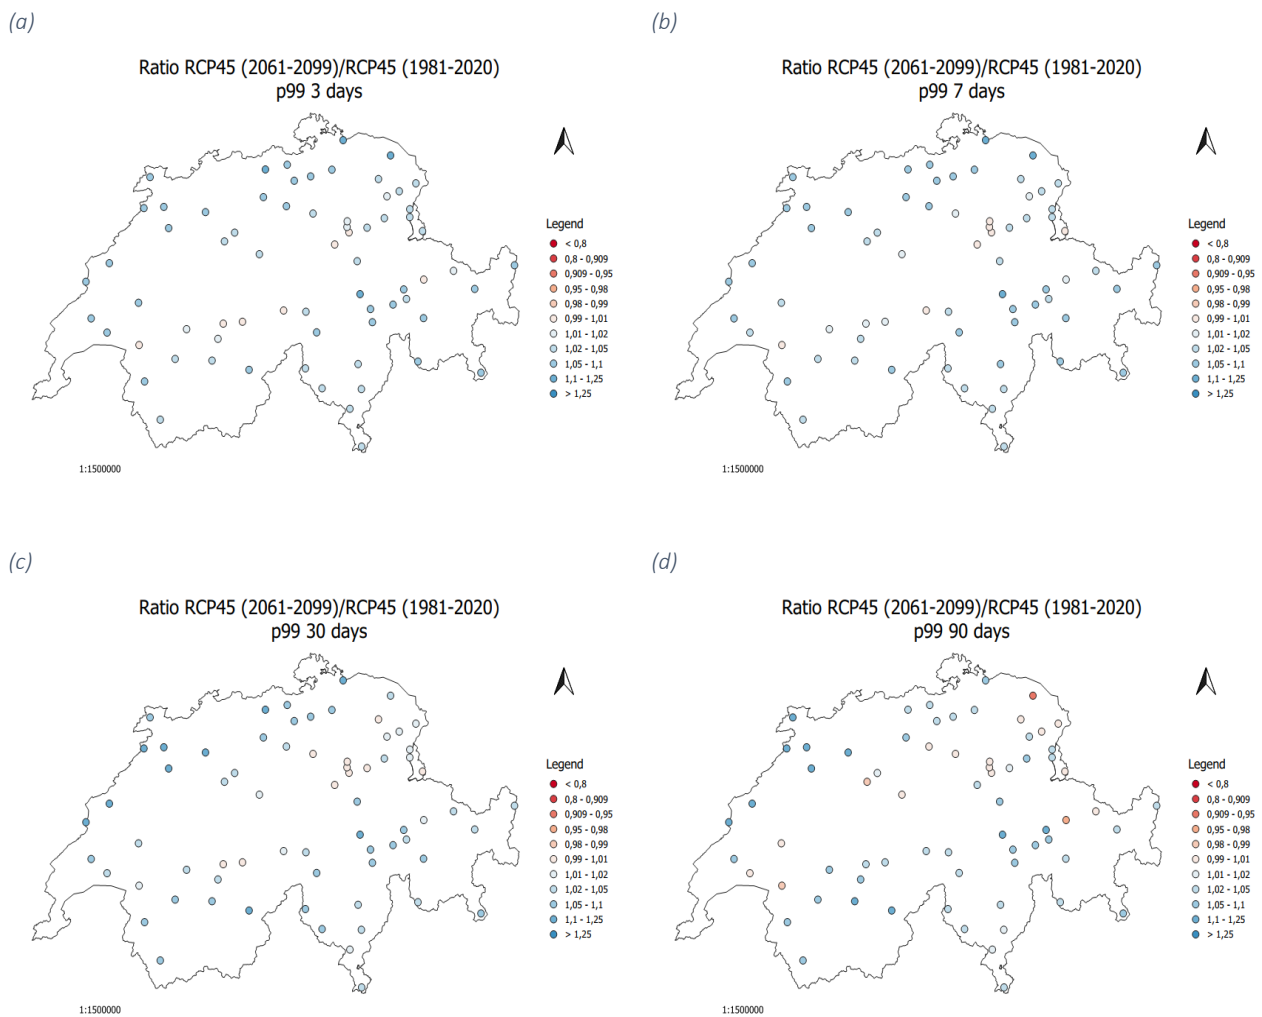 (a)
Ratio RCP45 (2061-2099)/RCP45 (1981-2020)
p99 3 days
Legend
< 0,8
0,8 - 0,909
0,909 - 0,95
0,95 - 0,98
0,98 - 0,99
0,99 - 1,01
1,01 - 1,02
1,02 - 1,05
1,05 - 1,1
1,1 - 1,25
> 1,25
1:1500000
(b)
Ratio RCP45 (2061-2099)/RCP45 (1981-2020)
p99 7 days
Legend
< 0,8
0,8 - 0,909
0,909 - 0,95
0,95 - 0,98
0,98 - 0,99
0,99 - 1,01
1,01 - 1,02
1,02 - 1,05
1,05 - 1,1
1,1 - 1,25
> 1,25
1:1500000
(c)
Ratio RCP45 (2061-2099)/RCP45 (1981-2020)
p99 30 days
Legend
< 0,8
0,8 - 0,909
0,909 - 0,95
0,95 - 0,98
0,98 - 0,99
0,99 - 1,01
1,01 - 1,02
1,02 - 1,05
1,05 - 1,1
1,1 - 1,25
> 1,25
1:1500000
(d)
Ratio RCP45 (2061-2099)/RCP45 (1981-2020)
p99 90 days
Legend
< 0,8
0,8 - 0,909
0,909 - 0,95
0,95 - 0,98
0,98 - 0,99
0,99 - 1,01
1,01 - 1,02
1,02 - 1,05
1,05 - 1,1
1,1 - 1,25
> 1,25
1:1500000